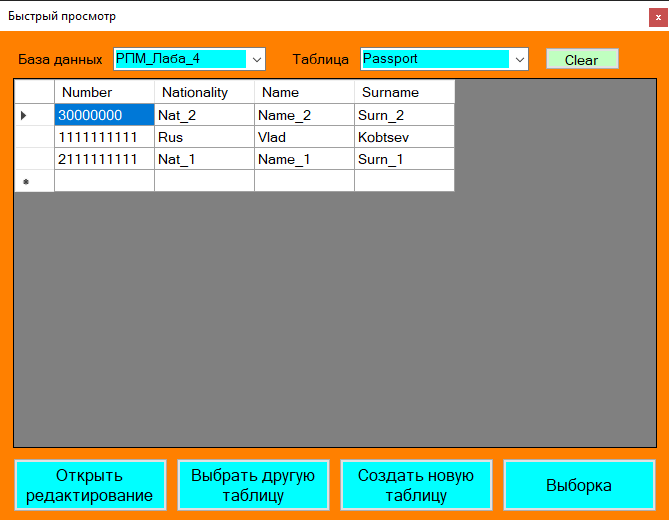 Быстрый просмотр
x
База данных РПМ_Лаба_4 Таблица Passport Clear
Number Nationality Name Surname
30000000 Nat_2 Name_2 Surn_2
1111111111 Rus Vlad Kobtsev
2111111111 Nat_1 Name_1 Surn_1
Открыть редактирование
Выбрать другую таблицу
Создать новую таблицу
Выборка